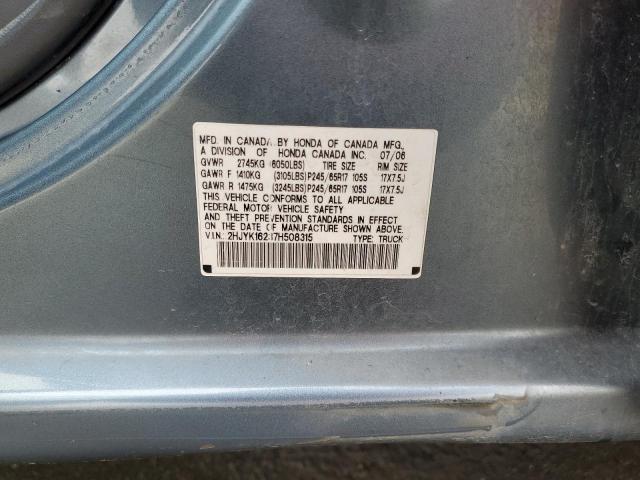 MFD. IN CANADA BY HONDA OF CANADA MFG.,
A DIVISION OF HONDA CANADA INC. 07/06
GVWR 2745KG (6050LBS) TIRE SIZE RIM SIZE
GAWR F 1410KG (3105LBS) P245/65R17 105S 17X7.5J
GAWR R 1475KG (3245LBS) P245/65R17 105S 17X7.5J
THIS VEHICLE CONFORMS TO ALL APPLICABLE
FEDERAL MOTOR VEHICLE SAFETY
AND THEFT PREVENTION STANDARDS IN EFFECT
ON THE DATE OF MANUFACTURE SHOWN ABOVE.
V.I.N.: TYPE: TRUCK